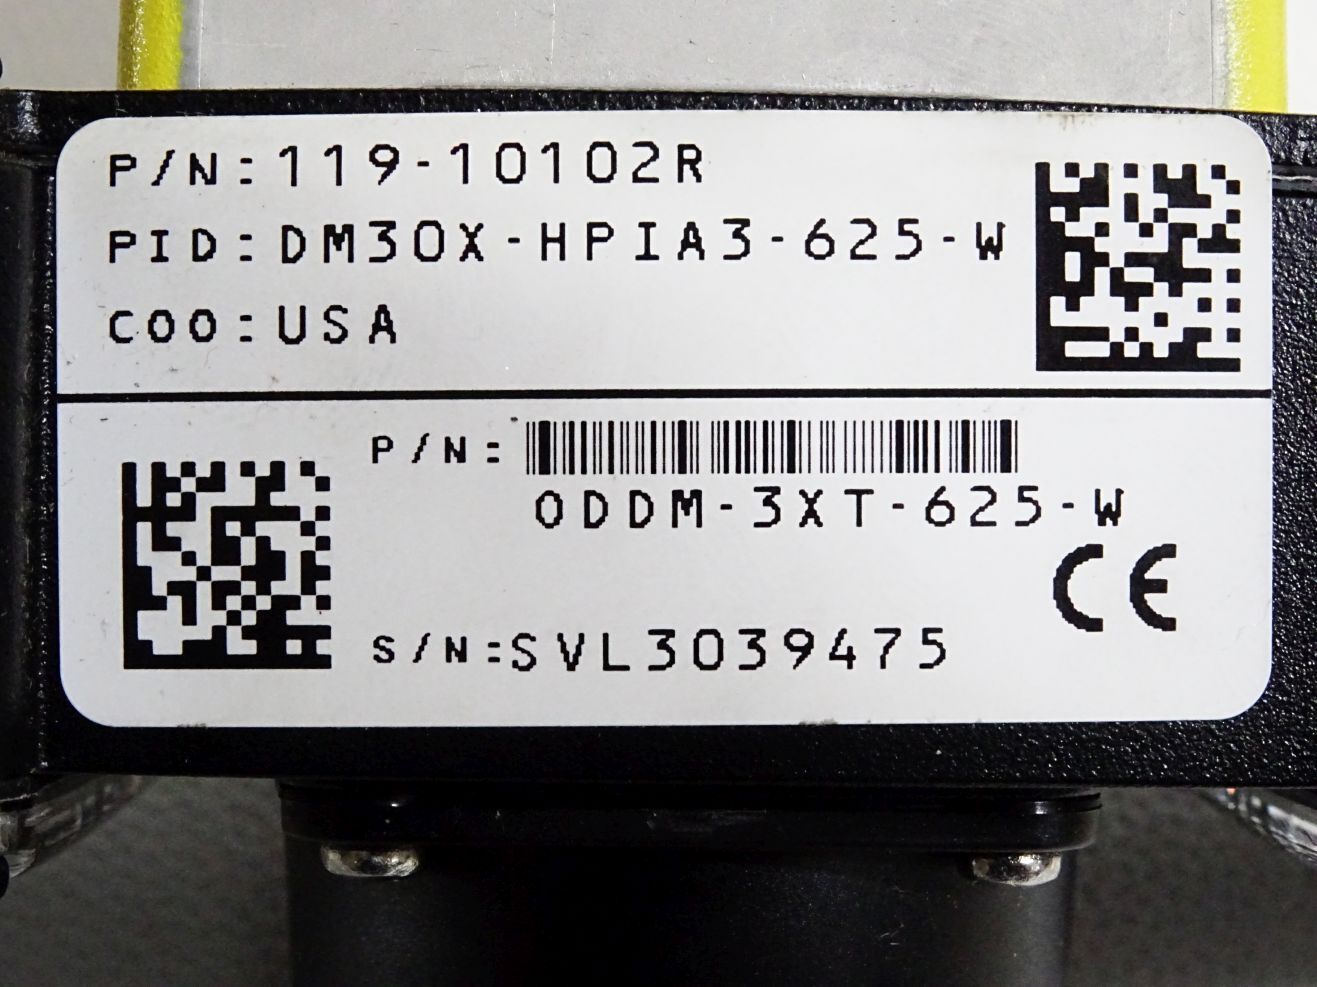 P/N:119-10102R
PID:DM30X-HPIA3-625-W
COO:USA
P/N:
ODDM-3XT-625-W
CE
S/N:SVL3039475